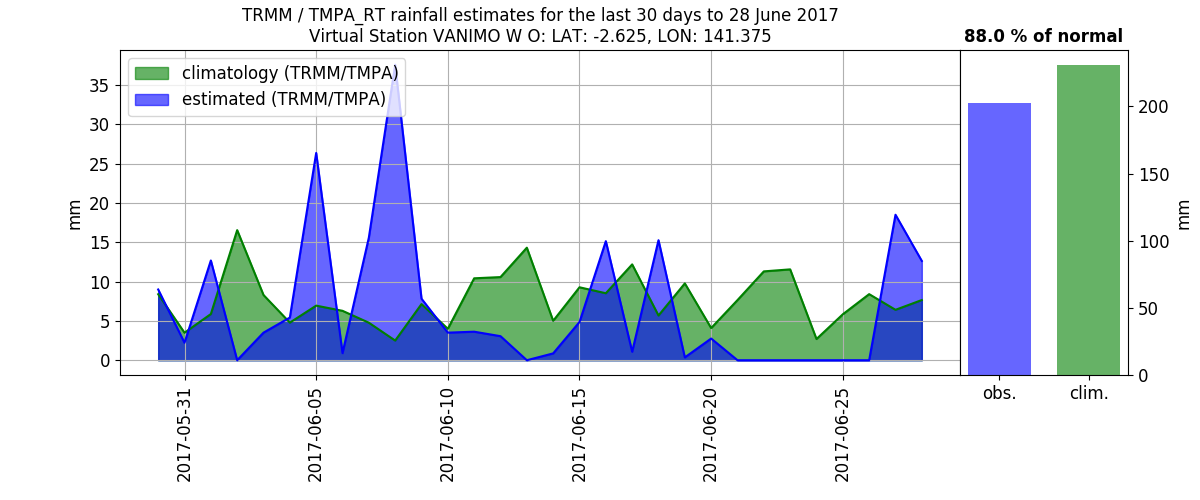 TRMM / TMPA_RT rainfall estimates for the last 30 days to 28 June 2017
Virtual Station VANIMO W O: LAT: -2.625, LON: 141.375
88.0 % of normal
climatology (TRMM/TMPA)
estimated (TRMM/TMPA)
35
30
25
20
15
10
5
0
mm
2017-05-31
2017-06-05
2017-06-10
2017-06-15
2017-06-20
2017-06-25
200
150
100
50
0
mm
obs.
clim.